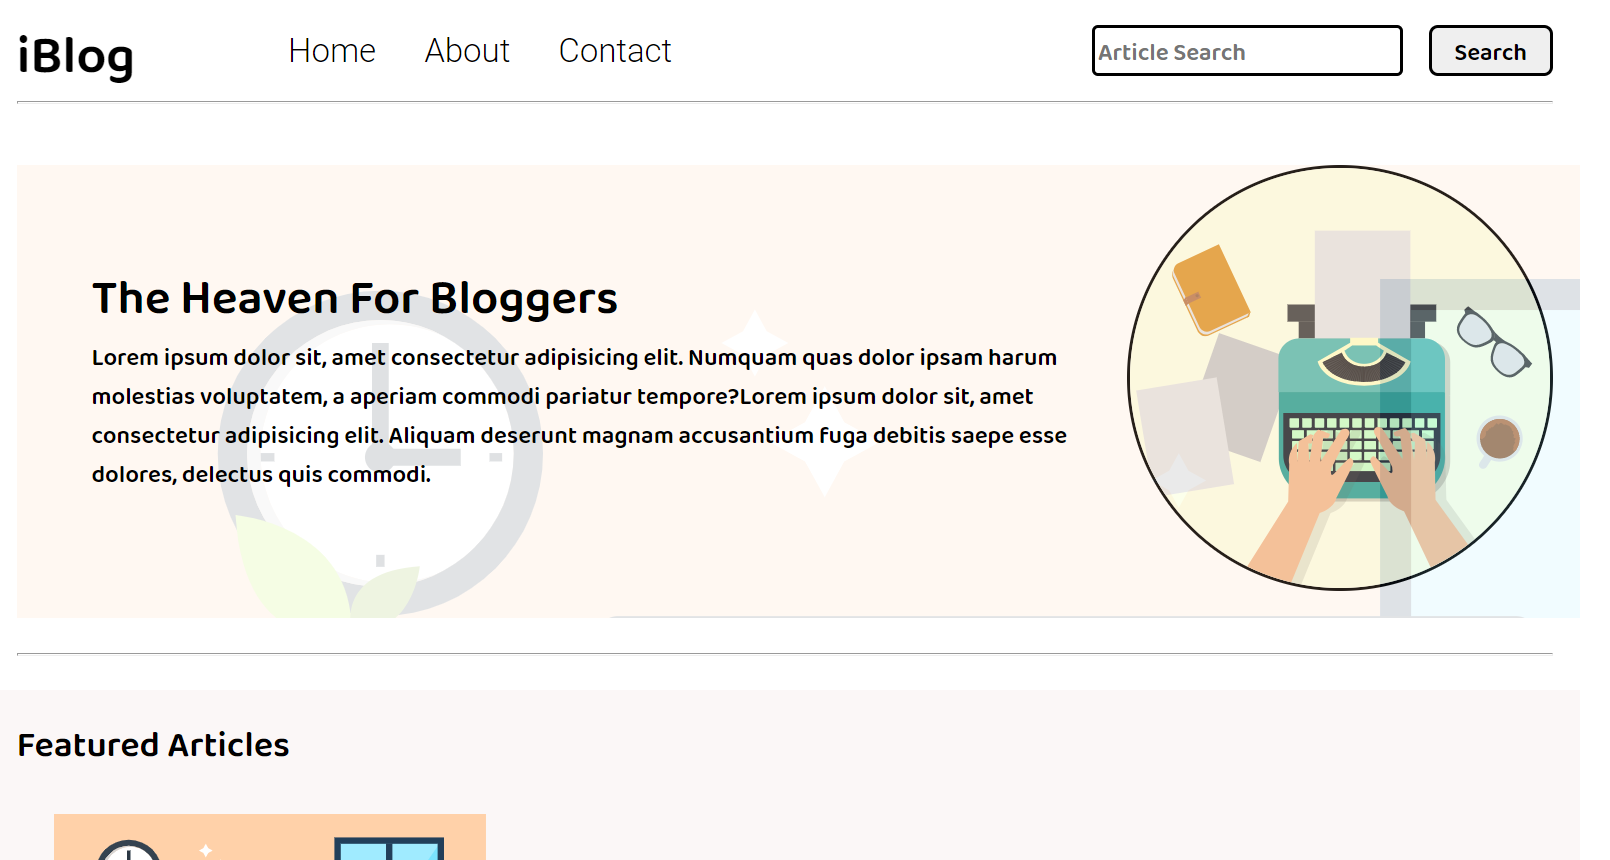 iBlog
Home About Contact
Article Search
Search
The Heaven For Bloggers
Lorem ipsum dolor sit, amet consectetur adipisicing elit. Numquam quas dolor ipsam harum
molestias voluptatem, a aperiam commodi pariatur tempore?Lorem ipsum dolor sit, amet
consectetur adipisicing elit. Aliquam deserunt magnam accusantium fuga debitis saepe esse
dolores, delectus quis commodi.
Featured Articles